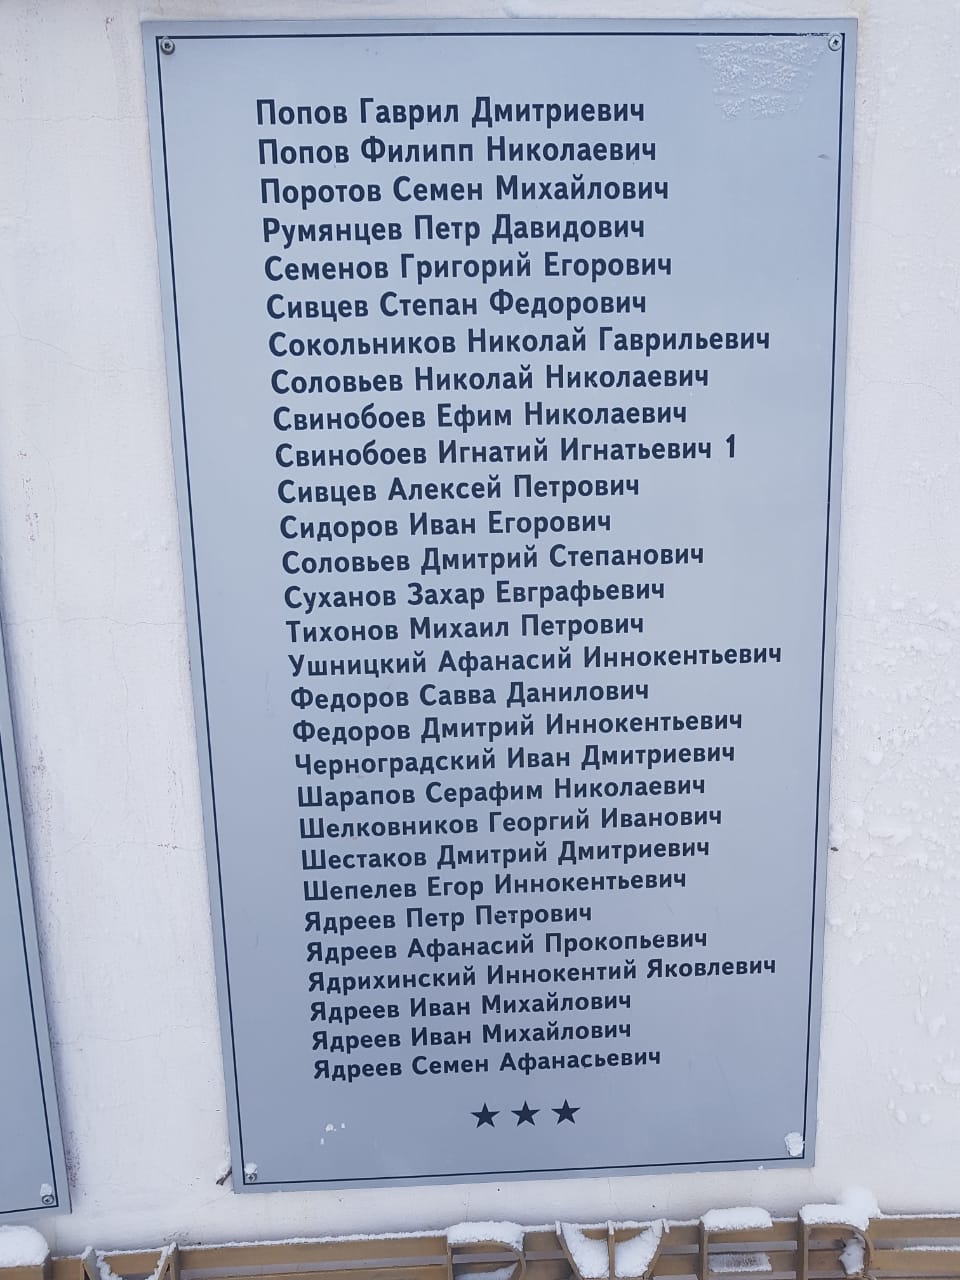 Попов Гаврил Дмитриевич
Попов Филипп Николаевич
Поротов Семен Михайлович
Румянцев Петр Давидович
Семенов Григорий Егорович
Сивцев Степан Федорович
Сокольников Николай Гаврильевич
Соловьев Николай Николаевич
Свинобоев Ефим Николаевич
Свинобоев Игнатий Игнатьевич 1
Сивцев Алексей Петрович
Сидоров Иван Егорович
Соловьев Дмитрий Степанович
Суханов Захар Евграфьевич
Тихонов Михаил Петрович
Ушницкий Афанасий Иннокентьевич
Федоров Савва Данилович
Федоров Дмитрий Иннокентьевич
Черноградский Иван Дмитриевич
Шарапов Серафим Николаевич
Шелковников Георгий Иванович
Шестаков Дмитрий Дмитриевич
Шепелев Егор Иннокентьевич
Ядреев Петр Петрович
Ядреев Афанасий Прокопьевич
Ядрихинский Иннокентий Яковлевич
Ядреев Иван Михайлович
Ядреев Иван Михайлович
Ядреев Семен Афанасьевич